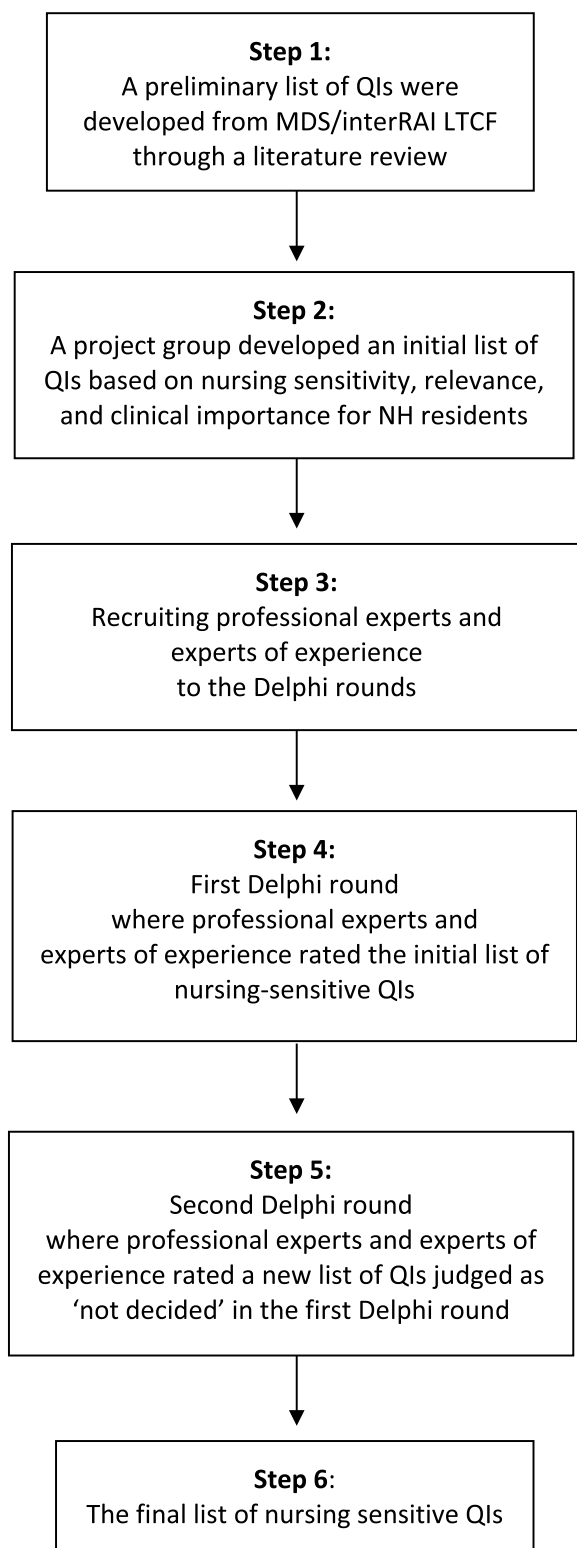 Step 1:
A preliminary list of QIs were
developed from MDS/interRAI LTCF
through a literature review
Step 2:
A project group developed an initial list of
QIs based on nursing sensitivity, relevance,
and clinical importance for NH residents
Step 3:
Recruiting professional experts and
experts of experience
to the Delphi rounds
Step 4:
First Delphi round
where professional experts and
experts of experience rated the initial list of
nursing-sensitive QIs
Step 5:
Second Delphi round
where professional experts and experts of
experience rated a new list of QIs judged as
‘not decided’ in the first Delphi round
Step 6:
The final list of nursing sensitive QIs